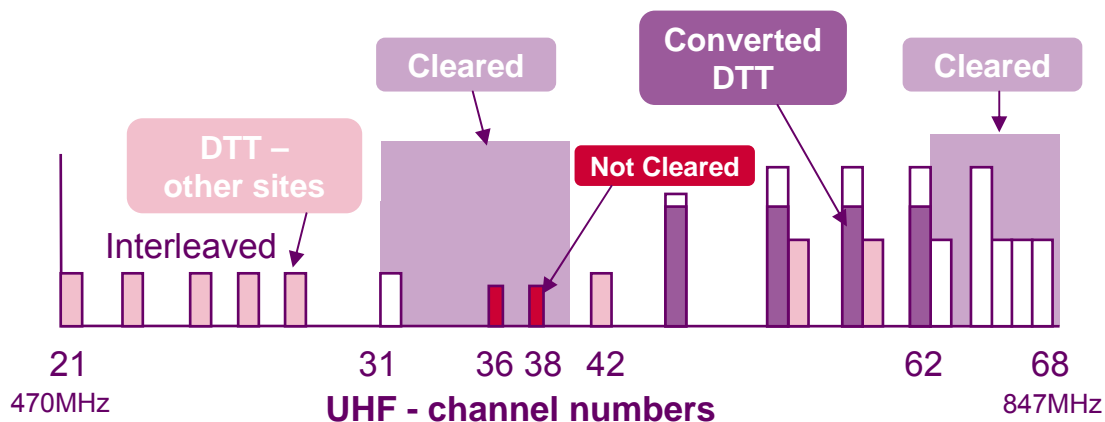 Cleared
Converted
DTT
Cleared
DTT –
other sites
Not Cleared
Interleaved
21
31
36
38
42
62
68
470MHz
UHF - channel numbers
847MHz